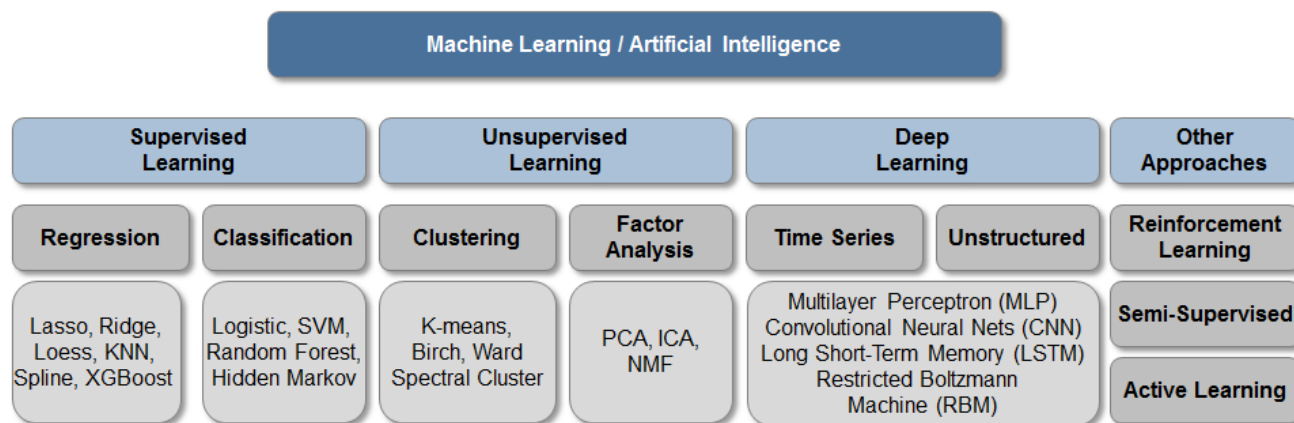 Machine Learning / Artificial Intelligence
Supervised
Learning
Unsupervised
Learning
Deep
Learning
Other
Approaches
Regression
Classification
Clustering
Factor
Analysis
Time Series
Unstructured
Reinforcement
Learning
Lasso, Ridge,
Loess, KNN,
Spline, XGBoost
Logistic, SVM,
Random Forest,
Hidden Markov
K-means,
Birch, Ward
Spectral Cluster
PCA, ICA,
NMF
Multilayer Perceptron (MLP)
Convolutional Neural Nets (CNN)
Long Short-Term Memory (LSTM)
Restricted Boltzmann
Machine (RBM)
Semi-Supervised
Active Learning